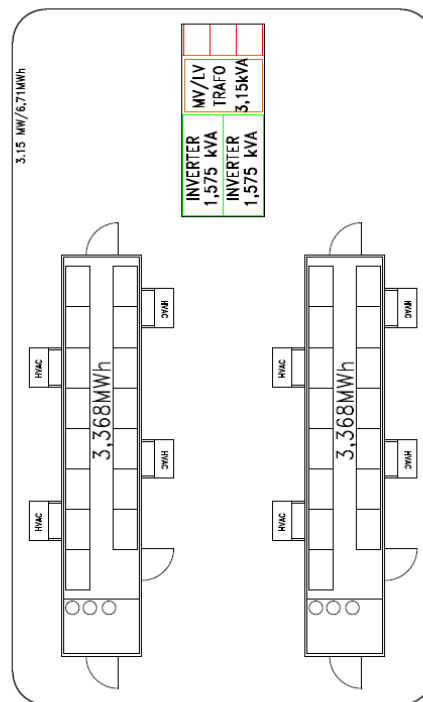 3.15 MW/6,71MWh
MV/LV
TRAFO
3,15kVA
INVERTER
1,575 kVA
INVERTER
1,575 kVA
HVAC
HVAC
3,368MWh
HVAC
HVAC
HVAC
HVAC
3,368MWh
HVAC
HVAC